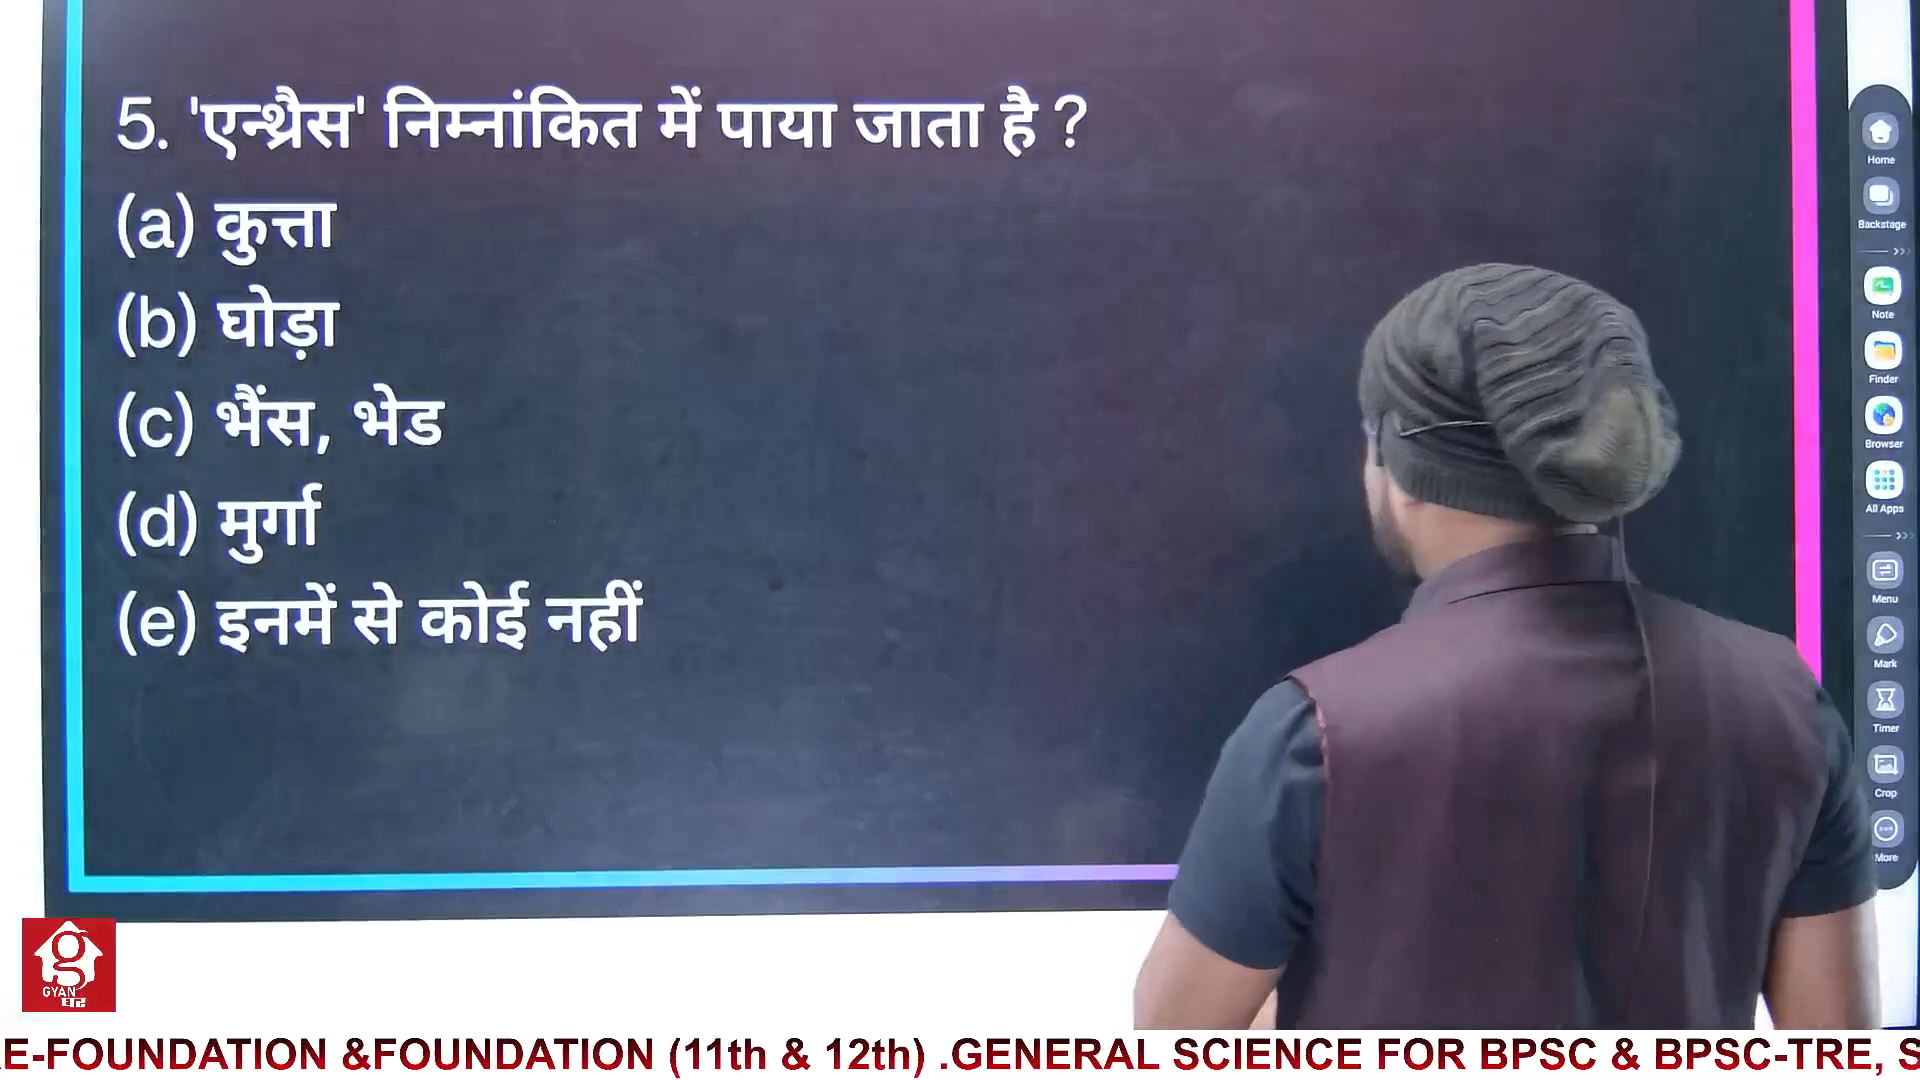 5. 'एन्थ्रैस' निम्नांकित में पाया जाता है ?
(a) कुत्ता
(b) घोड़ा
(c) भैंस, भेड
(d) मुर्गा
(e) इनमें से कोई नहीं
Home
Backstage
Note
Finder
Browser
All Apps
Menu
Mark
Timer
Crop
More
g
GYAN
घर
E-FOUNDATION &FOUNDATION (11th & 12th) .GENERAL SCIENCE FOR BPSC & BPSC-TRE, S